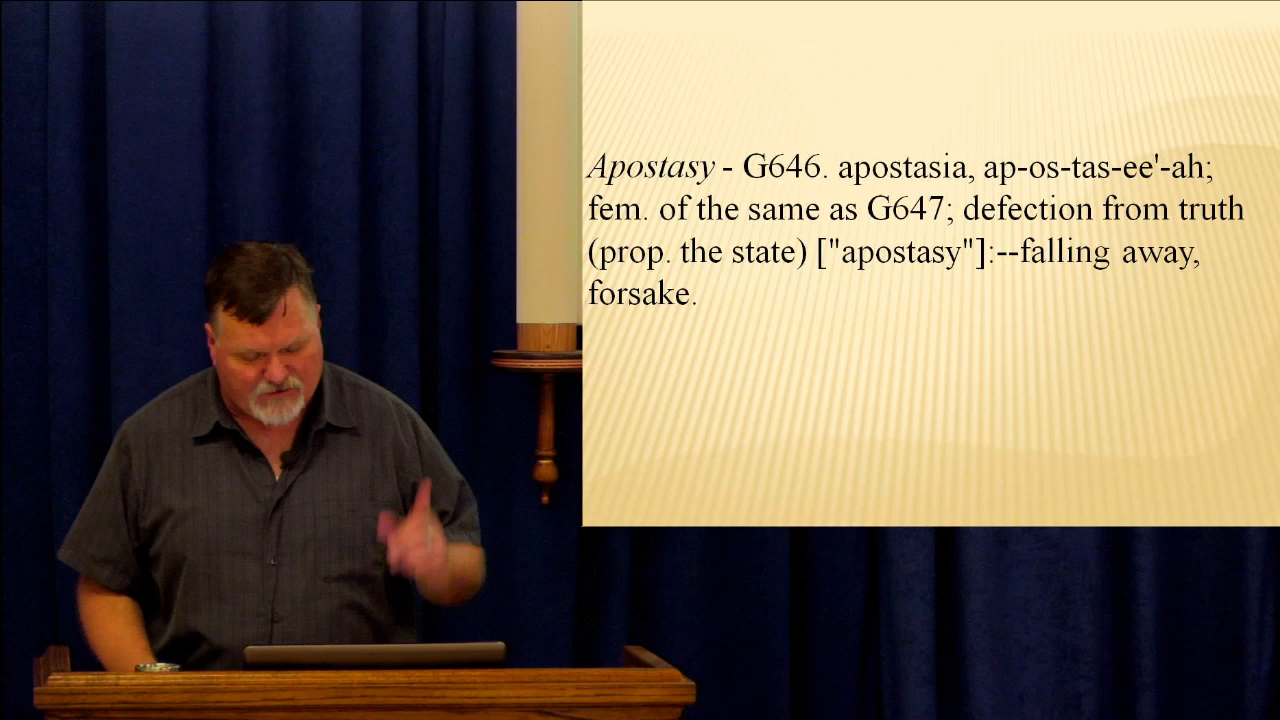 Apostasy - G646. apostasia, ap-os-tas-ee'-ah;
fem. of the same as G647; defection from truth
(prop. the state) ["apostasy"]:--falling away,
forsake.